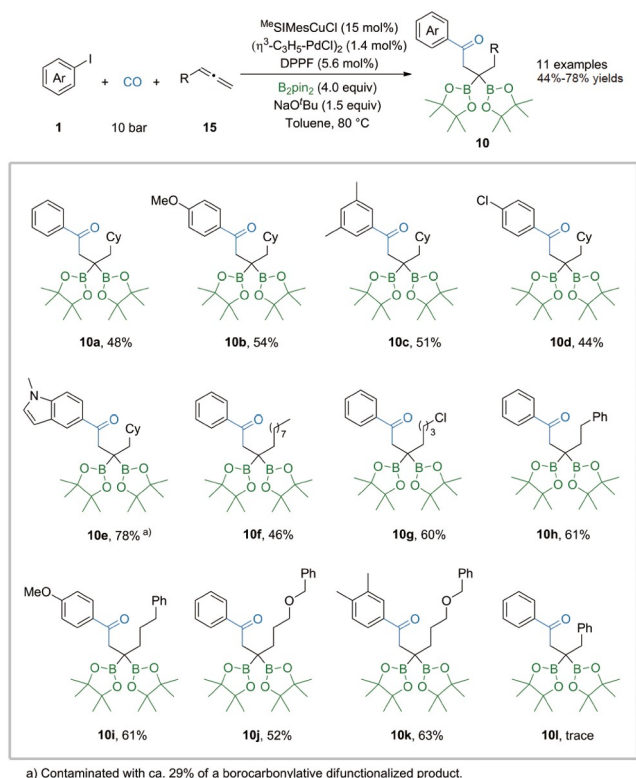 MeSIMesCuCl (15 mol%)
(η3-C3H5-PdCl)2 (1.4 mol%)
DPPF (5.6 mol%)
B2pin2 (4.0 equiv)
NaOtBu (1.5 equiv)
Toluene, 80 °C
Ar I + CO + R
1 10 bar 15
Ar O R
B B
O O O O
10
11 examples
44%-78% yields
O Cy
O B B O
O O
10a, 48%
MeO O Cy
O B B O
O O
10b, 54%
O Cy
O B B O
O O
10c, 51%
Cl O Cy
O B B O
O O
10d, 44%
N O Cy
O B B O
O O
10e, 78% a)
O ( )7
O B B O
O O
10f, 46%
O ( )3 Cl
O B B O
O O
10g, 60%
O Ph
O B B O
O O
10h, 61%
MeO O Ph
O B B O
O O
10i, 61%
O O Ph
O B B O
O O
10j, 52%
O O Ph
O B B O
O O
10k, 63%
O Ph
O B B O
O O
10l, trace
a) Contaminated with ca. 29% of a borocarbonylative difunctionalized product.